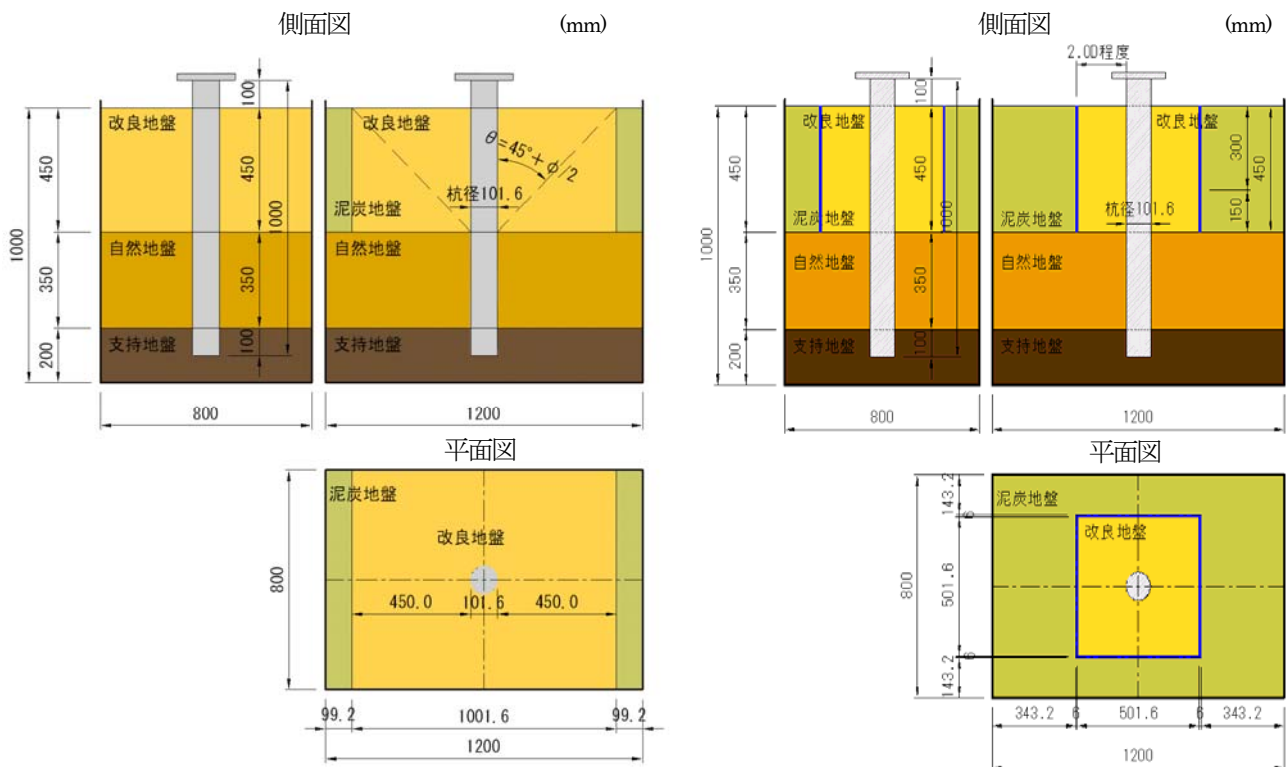 側面図 (mm)
100
改良地盤
改良地盤
450
450
1000
θ=45°+φ/2
杭径101.6
泥炭地盤
1000
自然地盤
自然地盤
350
350
支持地盤
支持地盤
200
100
800
1200
平面図
泥炭地盤
改良地盤
800
450.0 101.6 450.0
99.2 1001.6 99.2
1200
側面図 (mm)
2.0D程度
100
改良地盤
改良地盤
450
450
300
450
150
1000
杭径101.6
泥炭地盤
泥炭地盤
1000
自然地盤
自然地盤
350
350
支持地盤
支持地盤
200
100
800
1200
平面図
143.2
泥炭地盤
6
改良地盤
800
501.6
6
143.2
343.2 6 501.6 6 343.2
1200